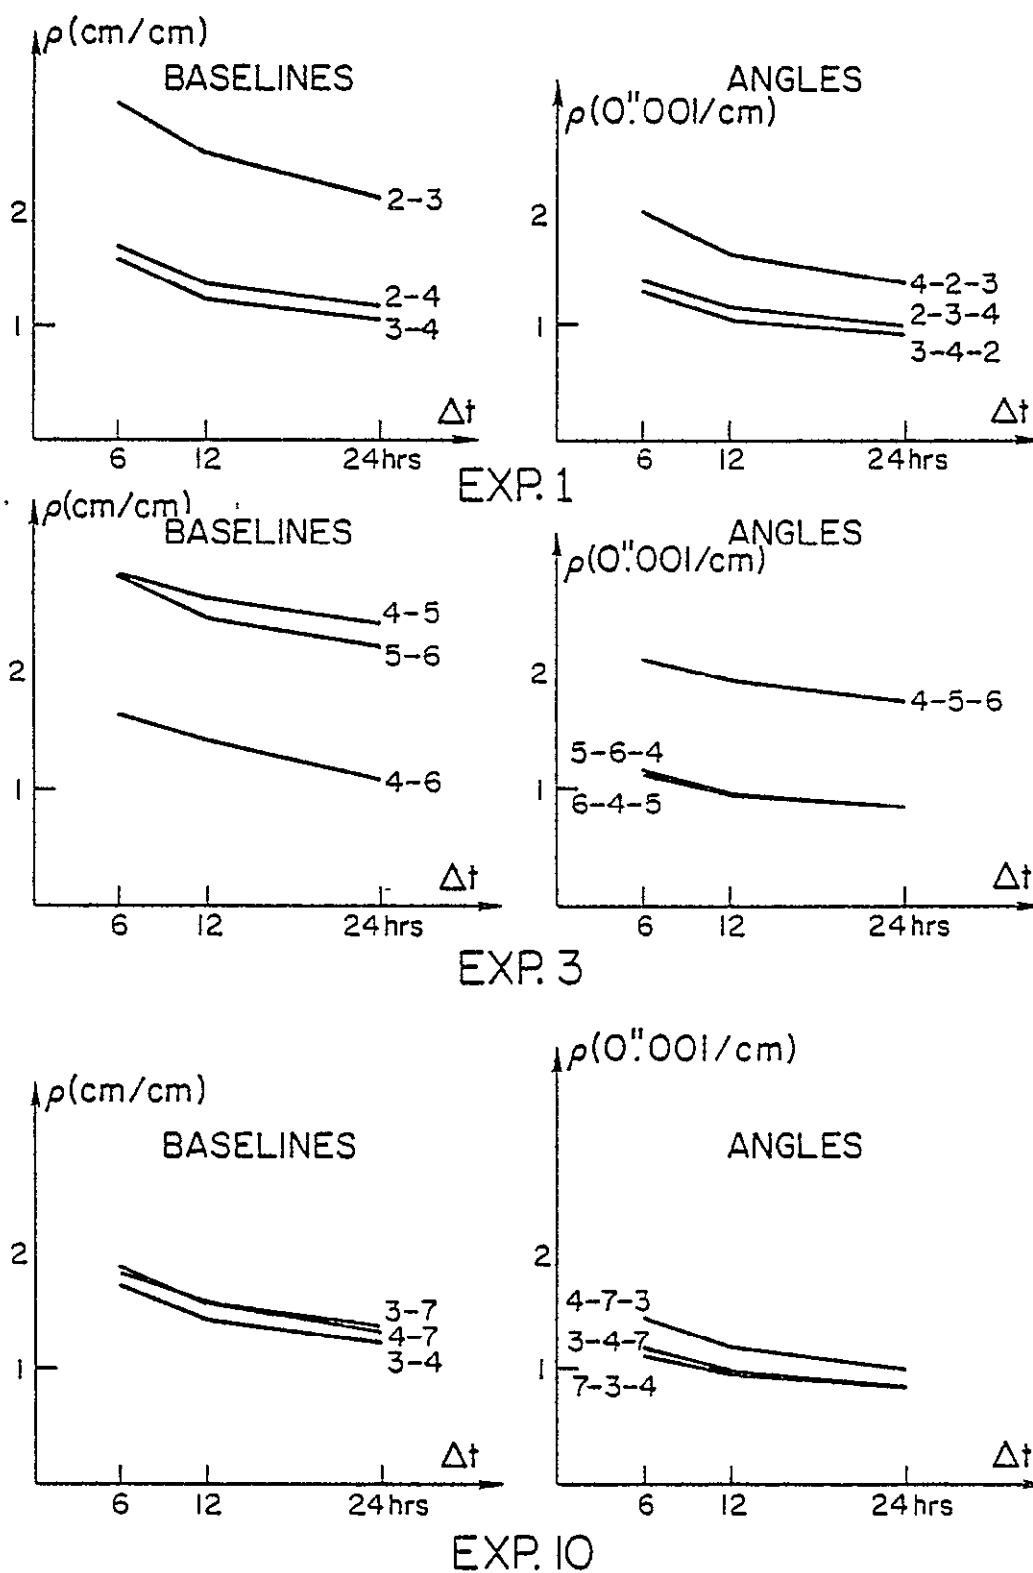 ρ(cm/cm)
BASELINES
2
1
2-3
2-4
3-4
Δt
6 12 24hrs
ANGLES
ρ(0".001/cm)
2
1
4-2-3
2-3-4
3-4-2
Δt
6 12 24hrs
EXP. 1
ρ(cm/cm)
BASELINES
2
1
4-5
5-6
4-6
Δt
6 12 24hrs
ANGLES
ρ(0".001/cm)
2
1
4-5-6
5-6-4
6-4-5
Δt
6 12 24hrs
EXP. 3
ρ(cm/cm)
BASELINES
2
1
3-7
4-7
3-4
Δt
6 12 24hrs
ρ(0".001/cm)
ANGLES
2
1
4-7-3
3-4-7
7-3-4
Δt
6 12 24hrs
EXP. 10